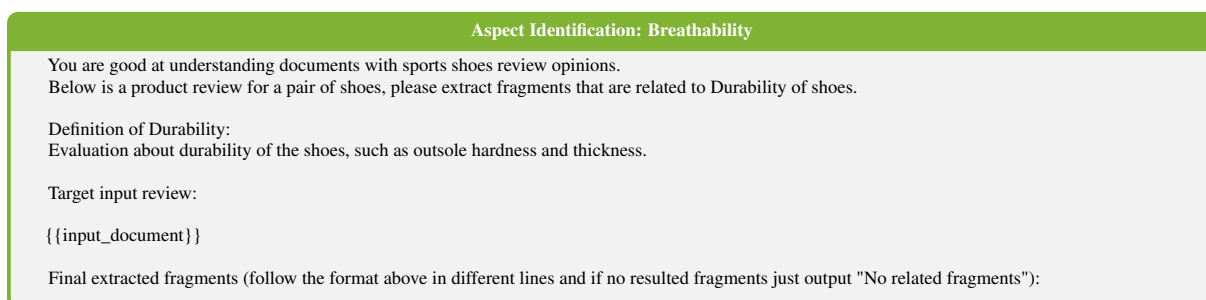 Aspect Identification: Breathability
You are good at understanding documents with sports shoes review opinions.
Below is a product review for a pair of shoes, please extract fragments that are related to Durability of shoes.
Definition of Durability:
Evaluation about durability of the shoes, such as outsole hardness and thickness.
Target input review:
{{input_document}}
Final extracted fragments (follow the format above in different lines and if no resulted fragments just output "No related fragments"):